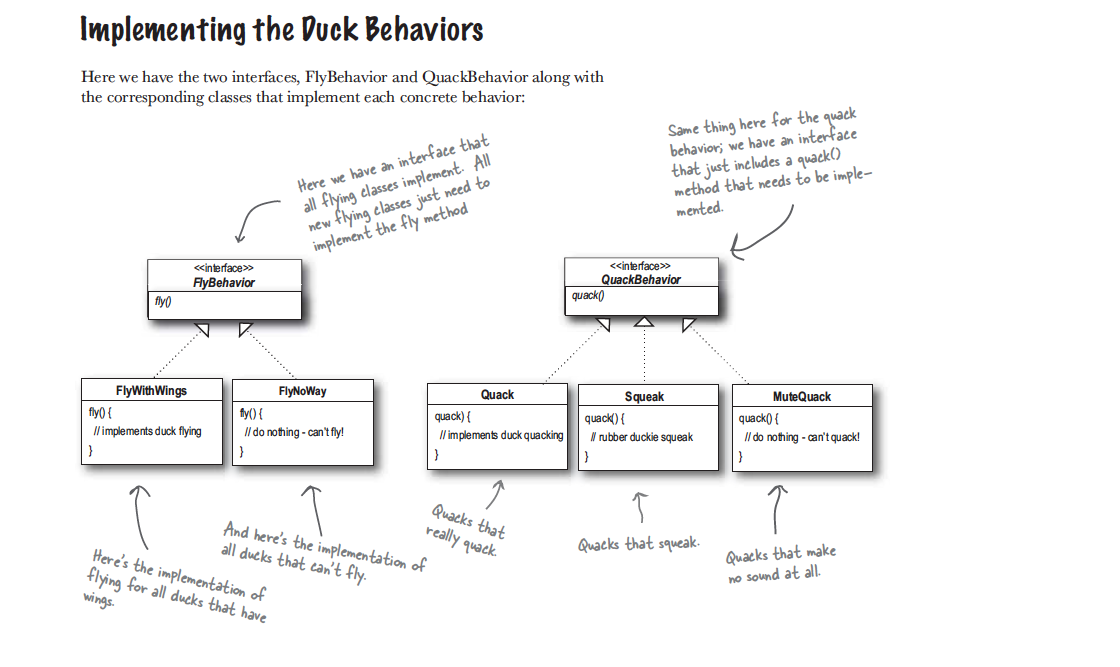 Implementing the Duck Behaviors
Here we have the two interfaces, FlyBehavior and QuackBehavior along with
the corresponding classes that implement each concrete behavior:
Here we have an interface that
all flying classes implement. All
new flying classes just need to
implement the fly method
Same thing here for the quack
behavior; we have an interface
that just includes a quack()
method that needs to be imple-
mented.
<<interface>>
FlyBehavior
fly()
<<interface>>
QuackBehavior
quack()
FlyWithWings
fly() {
// implements duck flying
}
FlyNoWay
fly() {
// do nothing - can't fly!
}
Quack
quack) {
// implements duck quacking
}
Squeak
quack() {
// rubber duckie squeak
}
MuteQuack
quack() {
// do nothing - can't quack!
}
Here's the implementation of
flying for all ducks that have
wings.
And here's the implementation of
all ducks that can't fly.
Quacks that
really quack.
Quacks that squeak.
Quacks that make
no sound at all.